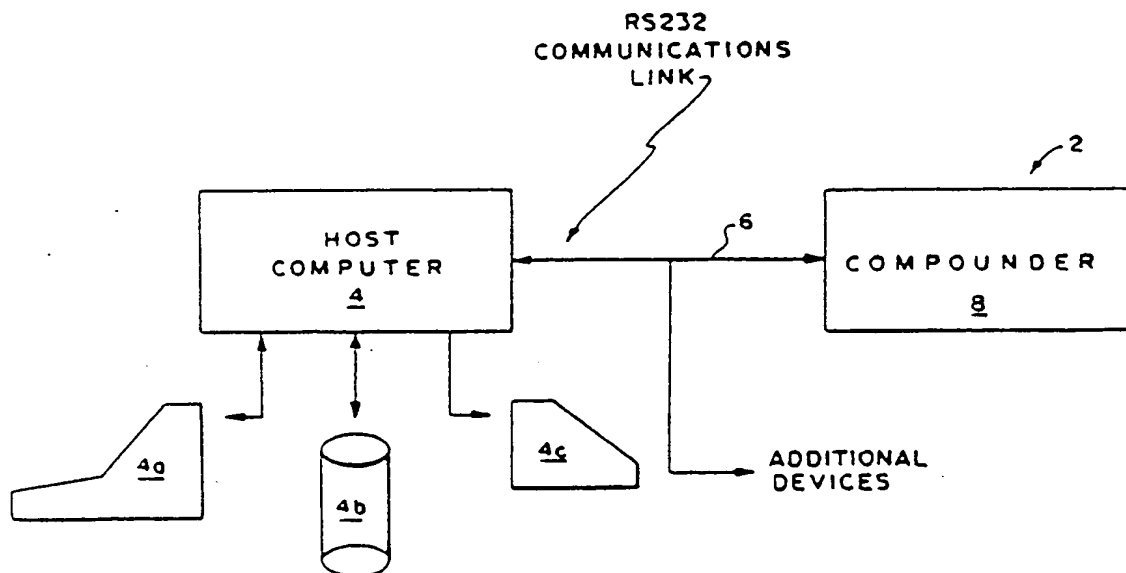 RS232
COMMUNICATIONS
LINK
2
HOST
COMPUTER
4
6
COMPOUNDER
8
4a
4b
4c
ADDITIONAL
DEVICES